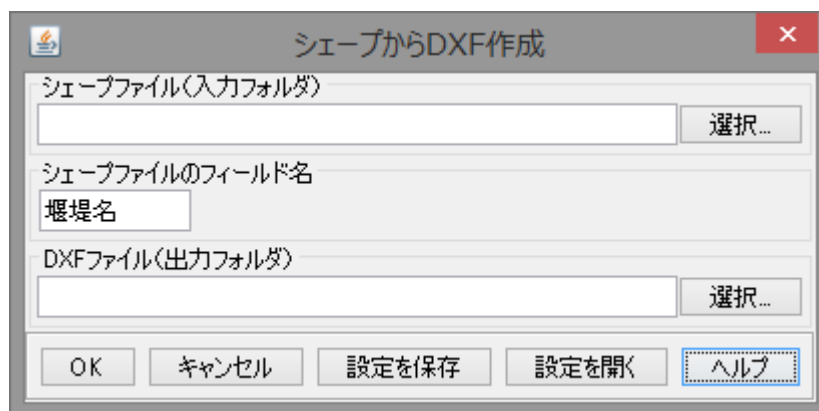 シェープからDXF作成
シェープファイル(入力フォルダ)
選択...
シェープファイルのフィールド名
堰堤名
DXFファイル(出力フォルダ)
選択...
OK キャンセル 設定を保存 設定を開く ヘルプ